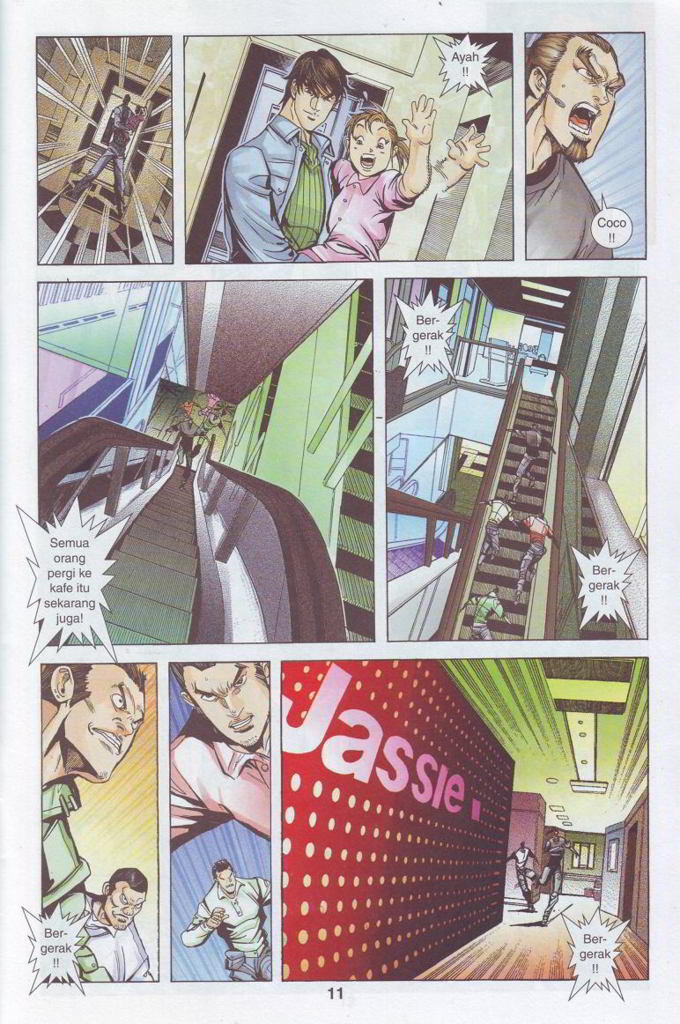 Ayah
!!
Coco
!!
Semua
orang
pergi ke
kafe itu
sekarang
juga!
Ber-
gerak
!!
Ber-
gerak
!!
Ber-
gerak
!!
Jassie.
Ber-
gerak
!!
11